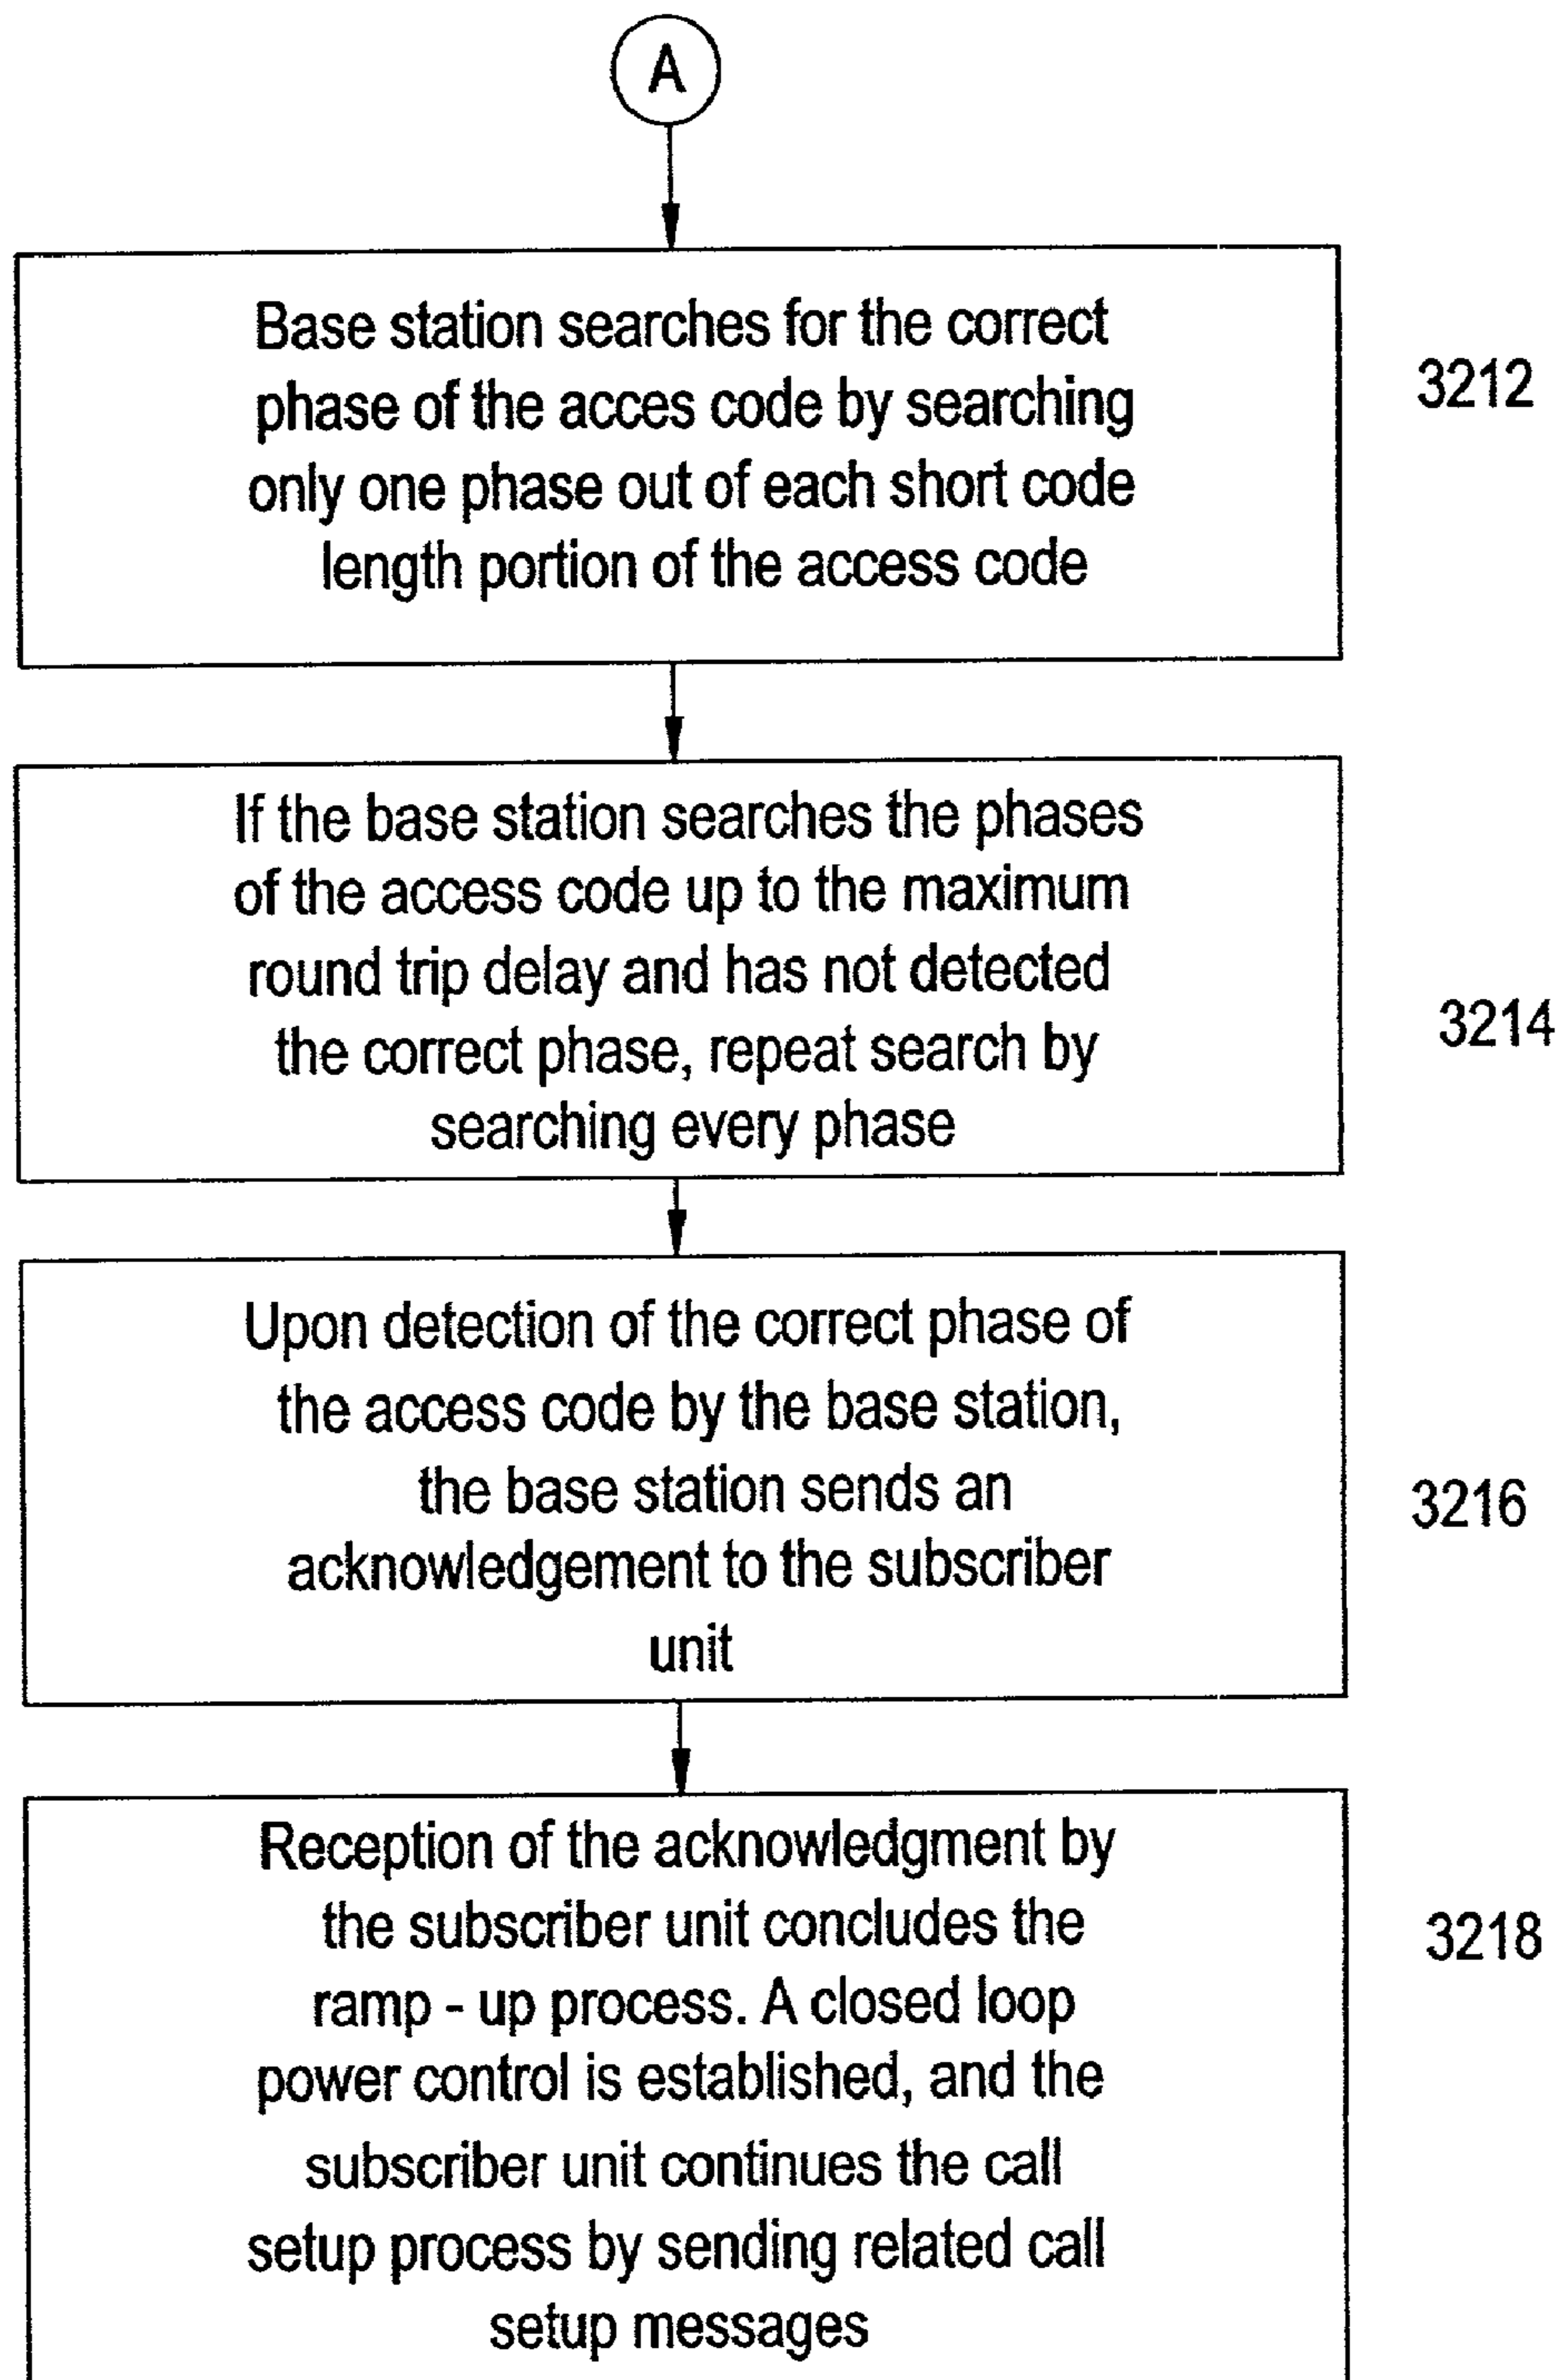 A
Base station searches for the correct
phase of the acces code by searching
only one phase out of each short code
length portion of the access code
3212
If the base station searches the phases
of the access code up to the maximum
round trip delay and has not detected
the correct phase, repeat search by
searching every phase
3214
Upon detection of the correct phase of
the access code by the base station,
the base station sends an
acknowledgement to the subscriber
unit
3216
Reception of the acknowledgment by
the subscriber unit concludes the
ramp - up process. A closed loop
power control is established, and the
subscriber unit continues the call
setup process by sending related call
setup messages
3218